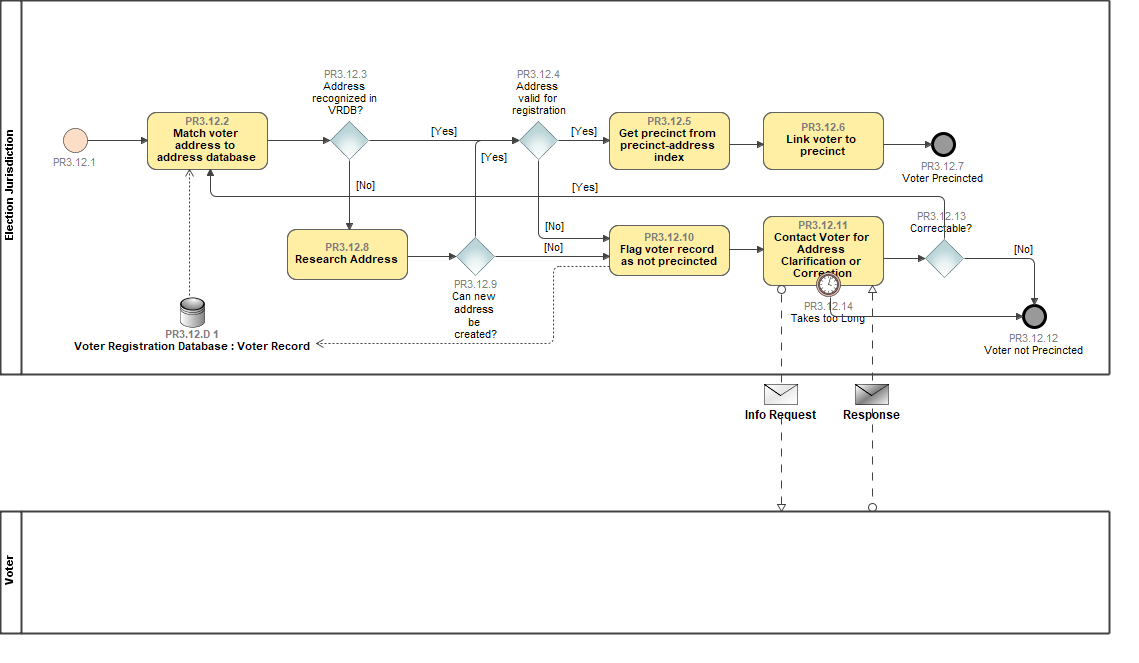 Election Jurisdiction
PR3.12.1
PR3.12.2
Match voter
address to
address database
PR3.12.3
Address
recognized in
VRDB?
[Yes]
[No]
PR3.12.4
Address
valid for
registration
[Yes]
[Yes]
[No]
PR3.12.5
Get precinct from
precinct-address
index
PR3.12.6
Link voter to
precinct
PR3.12.7
Voter Precincted
[Yes]
PR3.12.8
Research Address
PR3.12.9
Can new
address
be
created?
[No]
PR3.12.10
Flag voter record
as not precincted
PR3.12.11
Contact Voter for
Address
Clarification or
Correction
PR3.12.13
Correctable?
[No]
PR3.12.14
Takes too Long
PR3.12.12
Voter not Precincted
PR3.12.D 1
Voter Registration Database : Voter Record
Info Request
Response
Voter